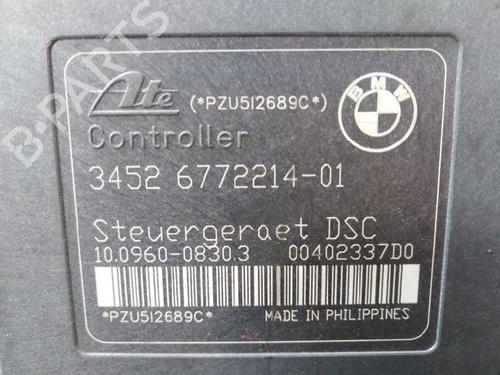 B-PARTS
Ate (*PZU5I2689C*) BMW
Controller
3452 6772214-01
Steuergeraet DSC
10.0960-0830.3 00402337D0
*PZU5I2689C* MADE IN PHILIPPINES